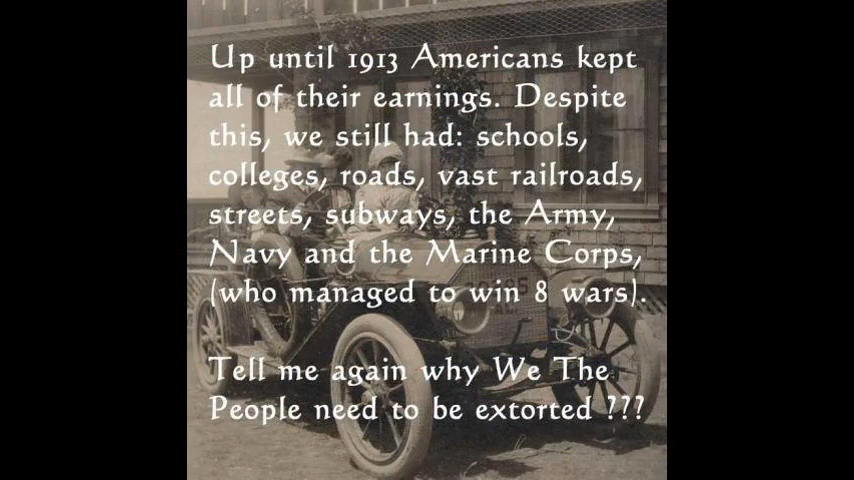 Up until 1913 Americans kept
all of their earnings. Despite
this, we still had: schools,
colleges, roads, vast railroads,
streets, subways, the Army,
Navy and the Marine Corps,
(who managed to win 8 wars).
Tell me again why We The
People need to be extorted ???